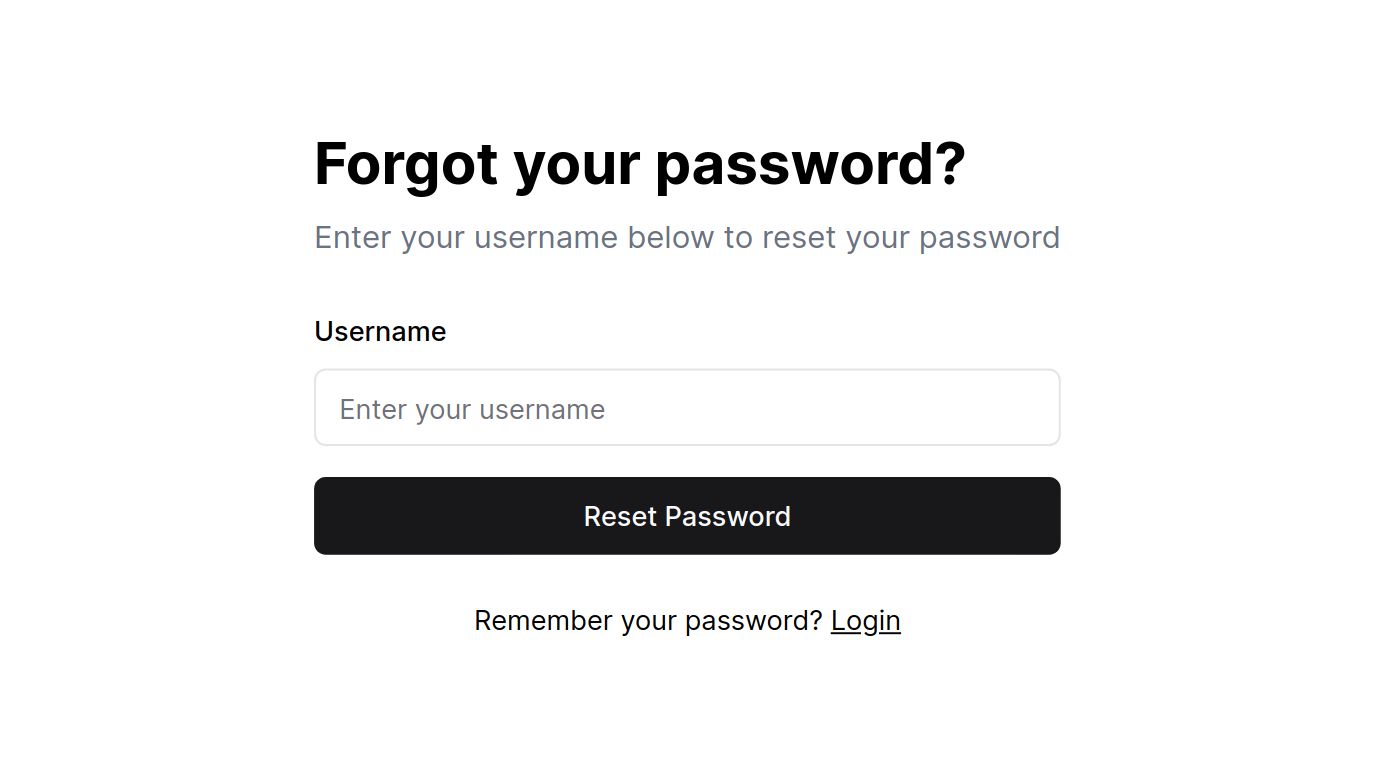 Forgot your password?
Enter your username below to reset your password
Username
Enter your username
Reset Password
Remember your password? Login